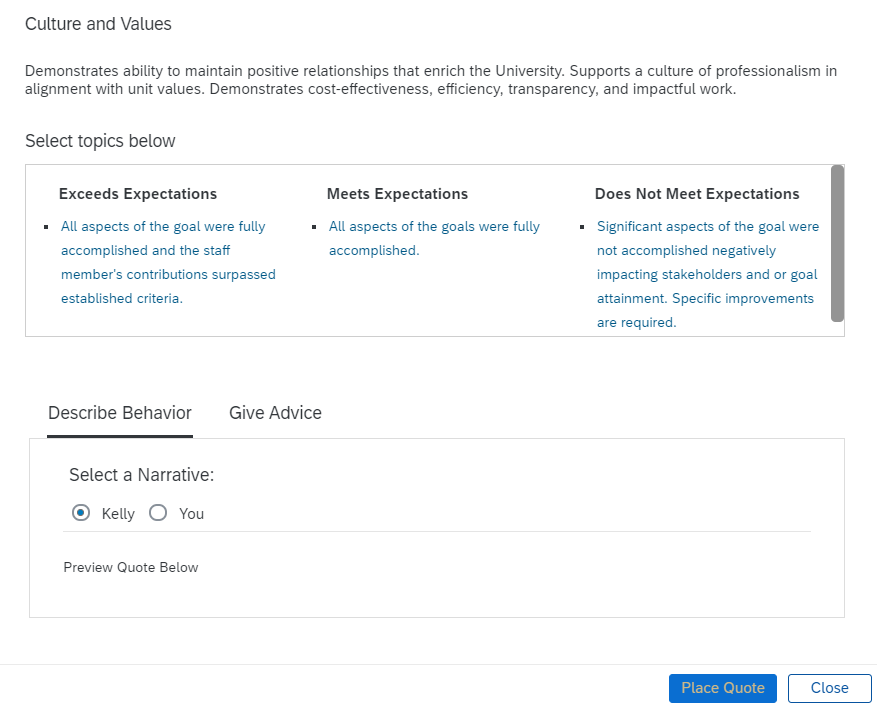 Culture and Values
Demonstrates ability to maintain positive relationships that enrich the University. Supports a culture of professionalism in
alignment with unit values. Demonstrates cost-effectiveness, efficiency, transparency, and impactful work.
Select topics below
Exceeds Expectations
All aspects of the goal were fully
accomplished and the staff
member's contributions surpassed
established criteria.
Meets Expectations
All aspects of the goals were fully
accomplished.
Does Not Meet Expectations
Significant aspects of the goal were
not accomplished negatively
impacting stakeholders and or goal
attainment. Specific improvements
are required.
Describe Behavior
Give Advice
Select a Narrative:
Kelly
You
Preview Quote Below
Place Quote
Close